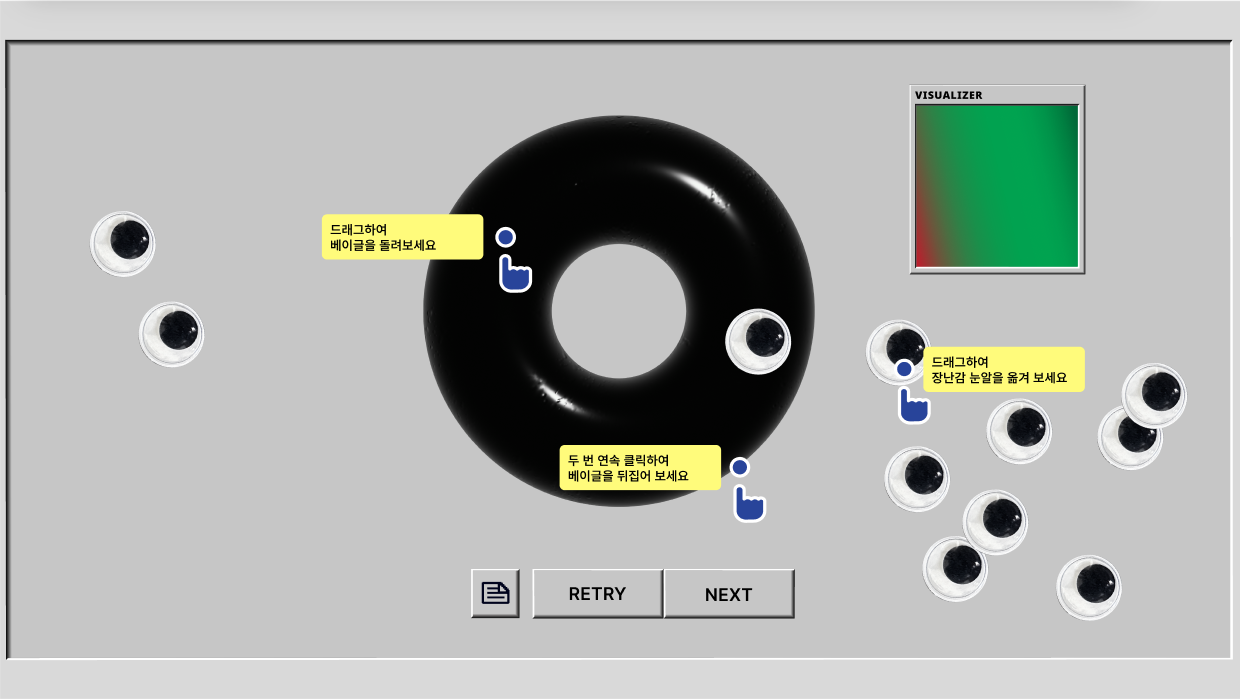 VISUALIZER
드래그하여
베이글을 돌려보세요
드래그하여
장난감 눈알을 옮겨 보세요
두 번 연속 클릭하여
베이글을 뒤집어 보세요
RETRY
NEXT